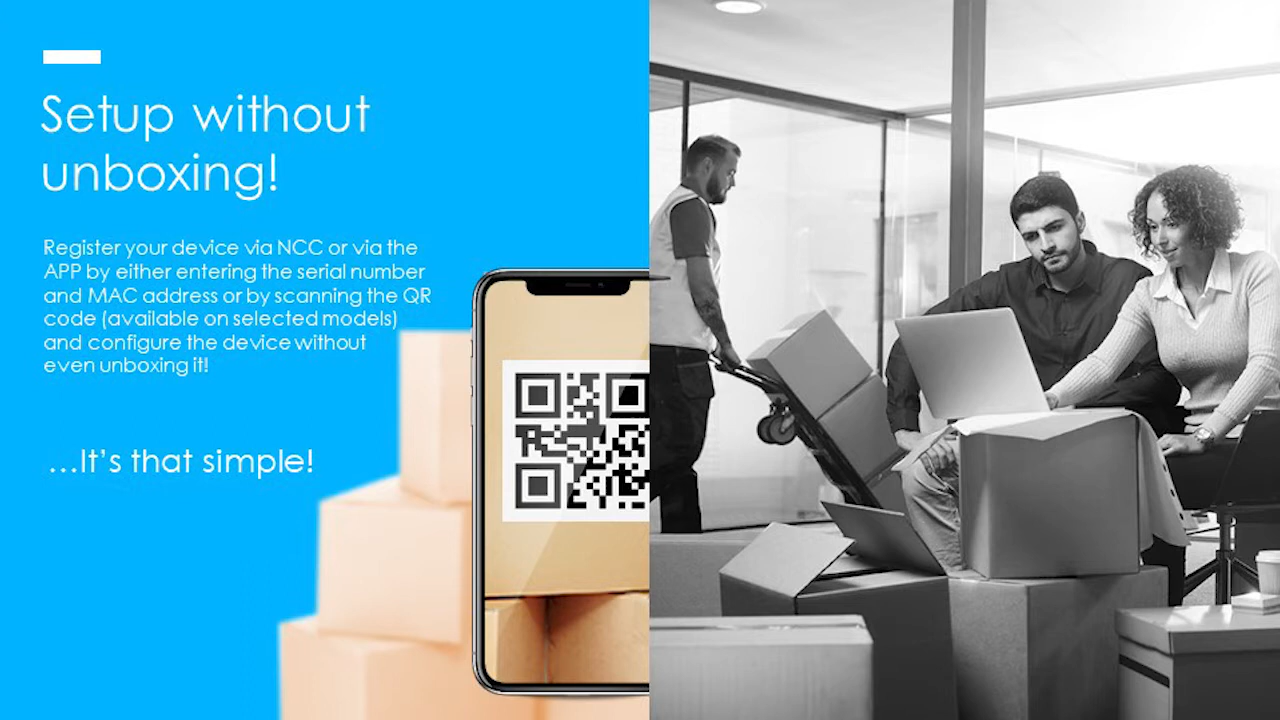 Setup without
unboxing!
Register your device via NCC or via the
APP by either entering the serial number
and MAC address or by scanning the QR
code (available on selected models)
and configure the device without
even unboxing it!
...It's that simple!